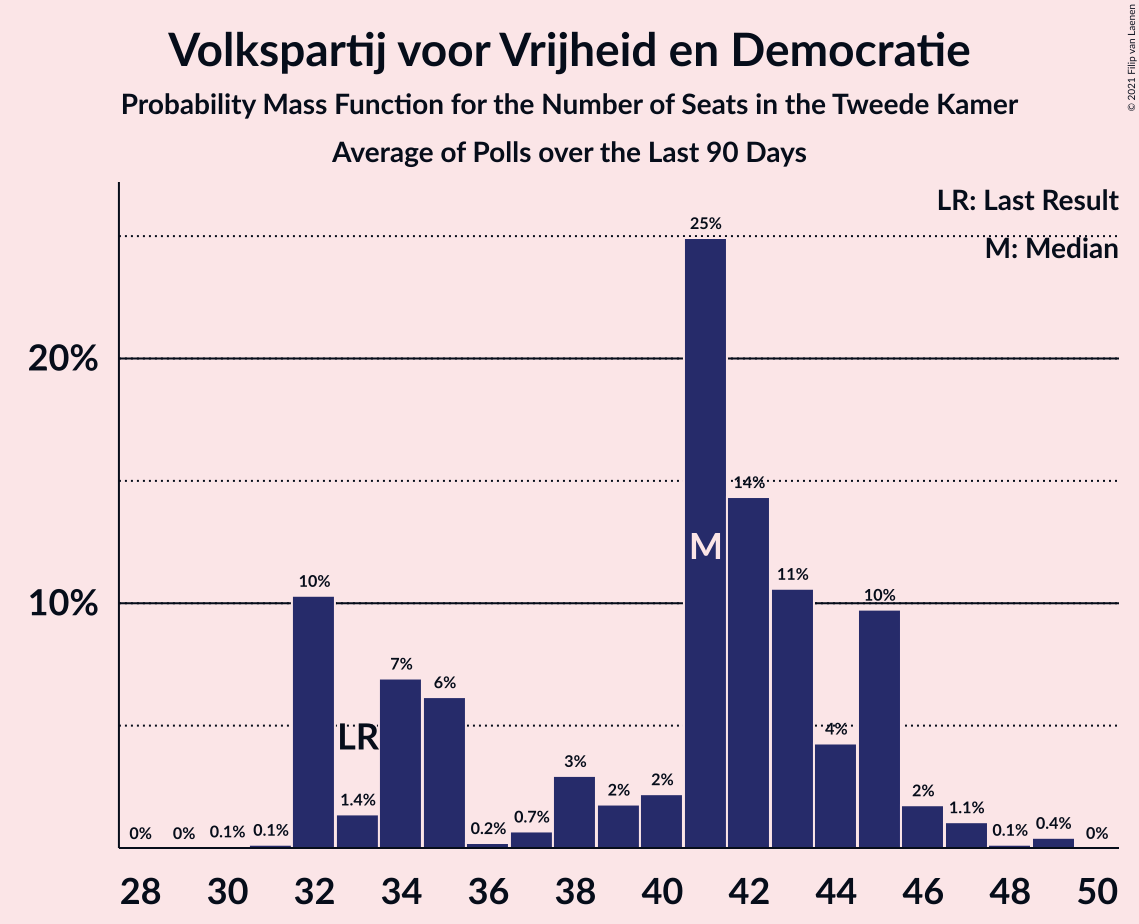 Volkspartij voor Vrijheid en Democratie
Probability Mass Function for the Number of Seats in the Tweede Kamer
Average of Polls over the Last 90 Days
© 2021 Filip van Laenen
LR: Last Result
M: Median
20%
10%
0%
0%
0.1%
0.1%
10%
1.4%
7%
6%
0.2%
0.7%
3%
2%
2%
25%
14%
11%
4%
10%
2%
1.1%
0.1%
0.4%
0%
LR
M
28 30 32 34 36 38 40 42 44 46 48 50